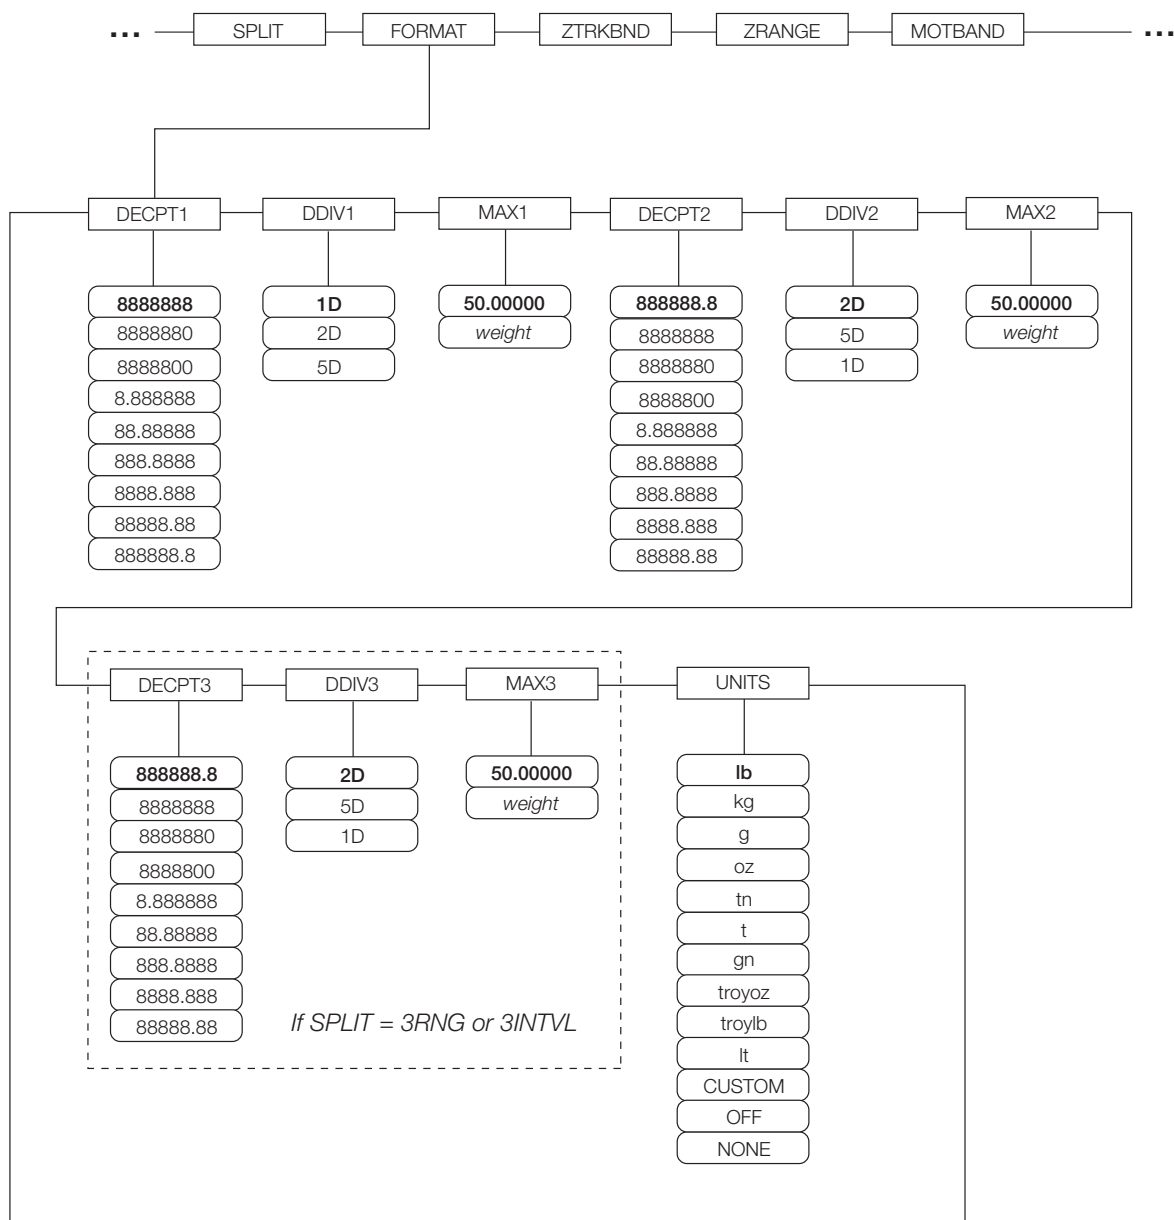 ... SPLIT FORMAT ZTRKBND ZRANGE MOTBAND ...
DECPT1 DDIV1 MAX1 DECPT2 DDIV2 MAX2
8888888 1D 50.00000 888888.8 2D 50.00000
8888880 2D weight 8888888 5D weight
8888800 5D 8888880 1D
8.888888 8888800
88.88888 8.888888
888.8888 88.88888
8888.888 888.8888
88888.88 8888.888
888888.8 88888.88
DECPT3 DDIV3 MAX3 UNITS
888888.8 2D 50.00000 lb
8888888 5D weight kg
8888880 1D g
8888800 oz
8.888888 tn
88.88888 t
888.8888 gn
8888.888 troyoz
88888.88 If SPLIT = 3RNG or 3INTVL troylb
lt
CUSTOM
OFF
NONE